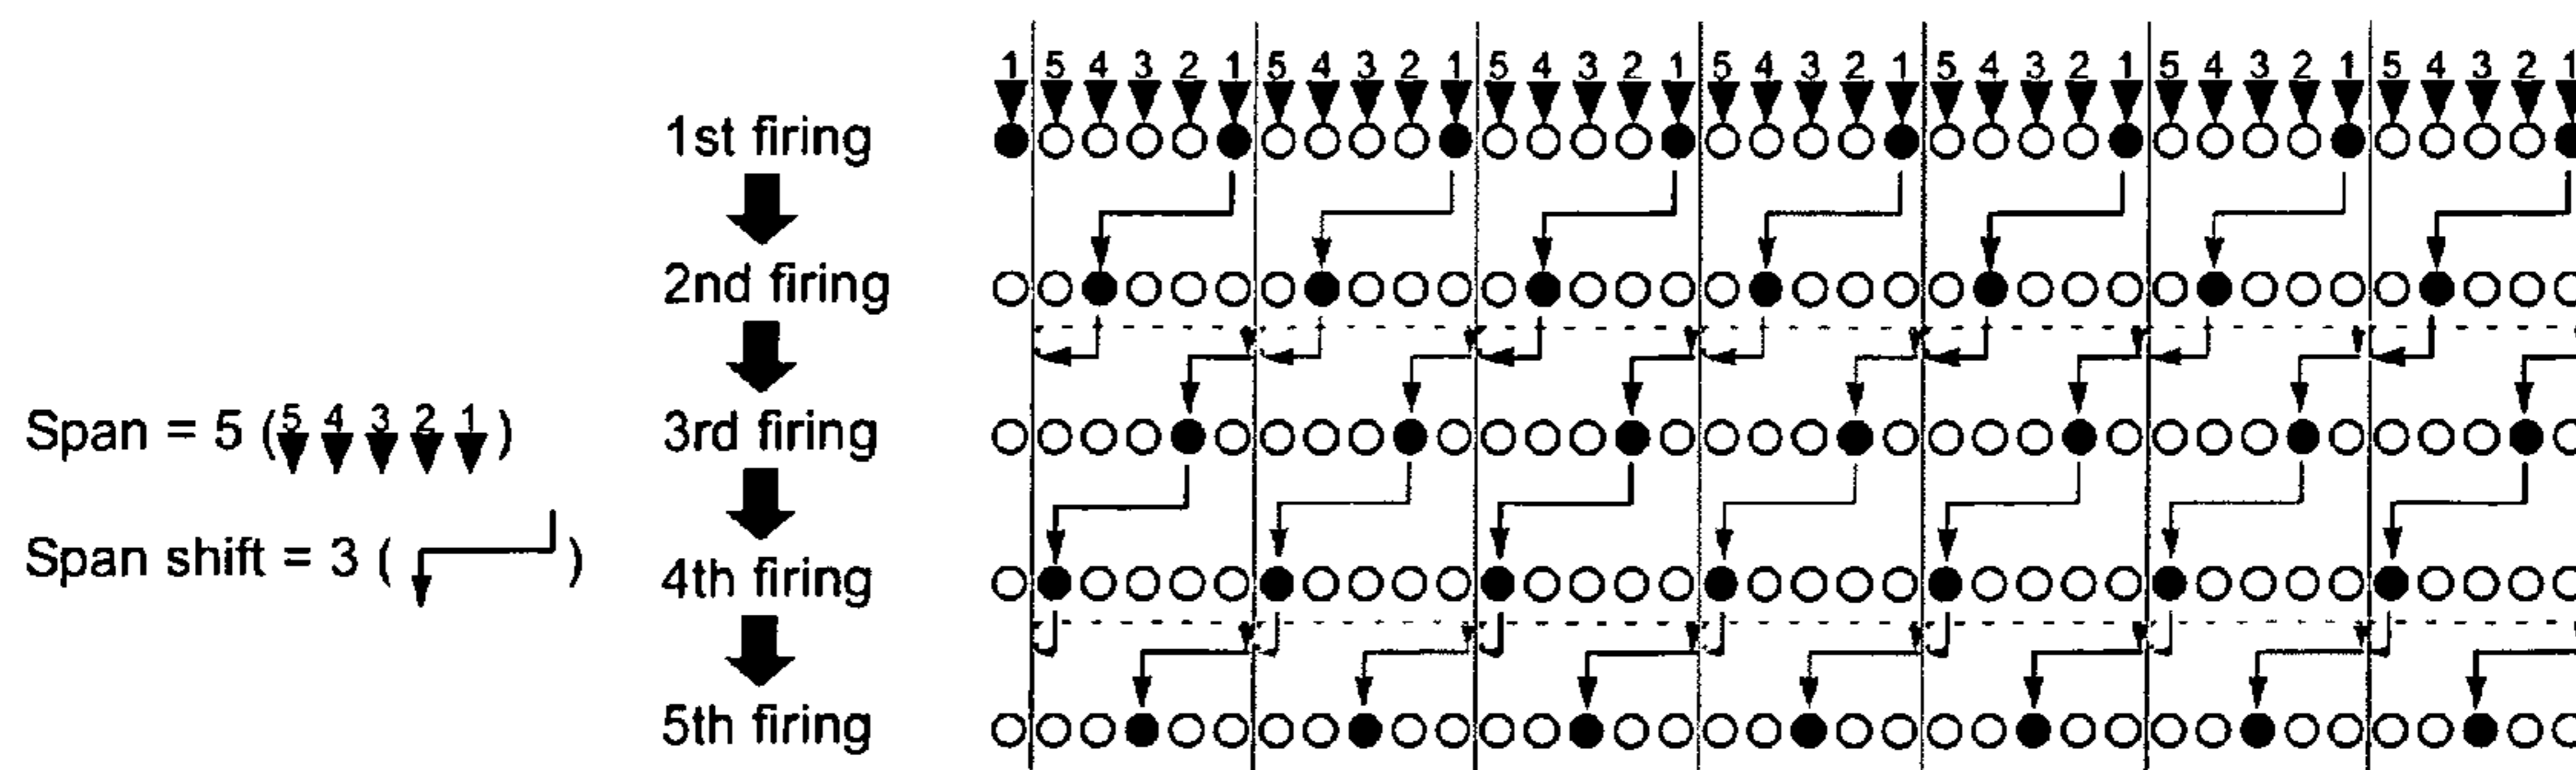 1 5 4 3 2 1 5 4 3 2 1 5 4 3 2 1 5 4 3 2 1 5 4 3 2 1 5 4 3 2 1 5 4 3 2 1
1st firing
2nd firing
5 4 3 2 1
Span = 5 ( )
3rd firing
Span shift = 3 ( )
4th firing
5th firing